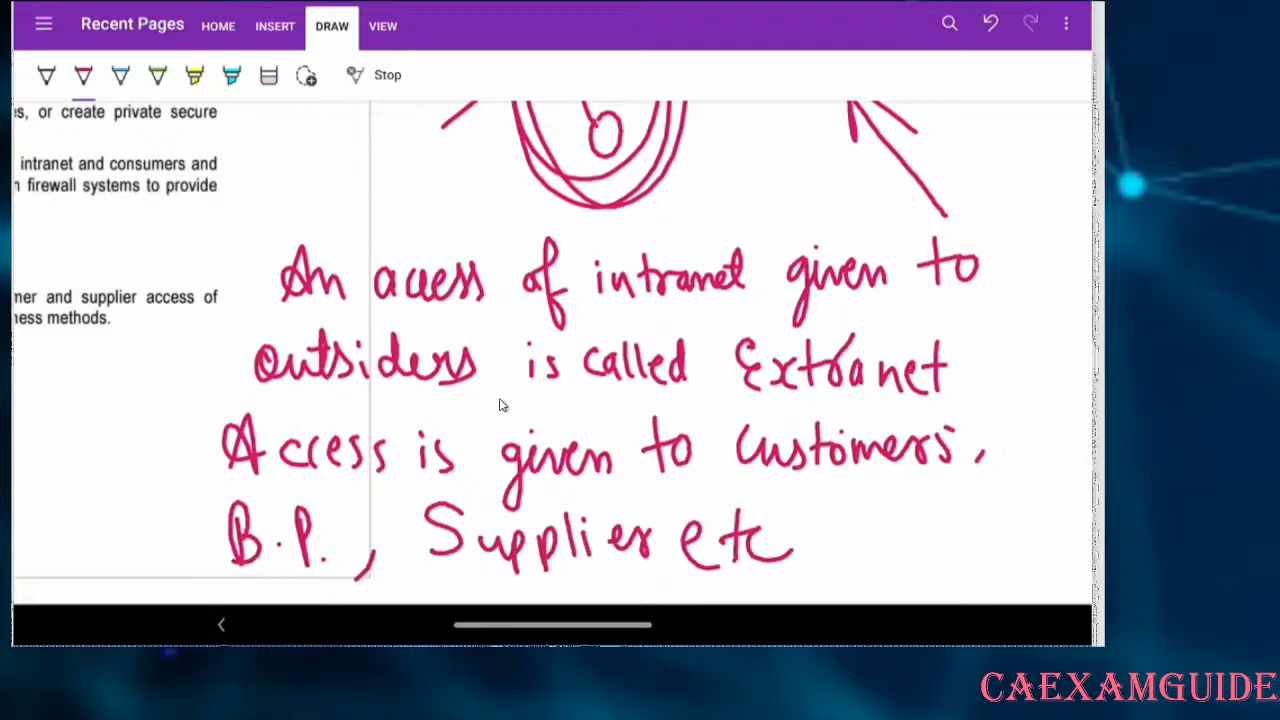 Recent Pages HOME INSERT DRAW VIEW
Stop
s, or create private secure
intranet and consumers and
firewall systems to provide
mer and supplier access of
ness methods.
An access of intranet given to
outsiders is called Extranet
Access is given to customers,
B.P., Supplier etc
CAEXAMGUIDE